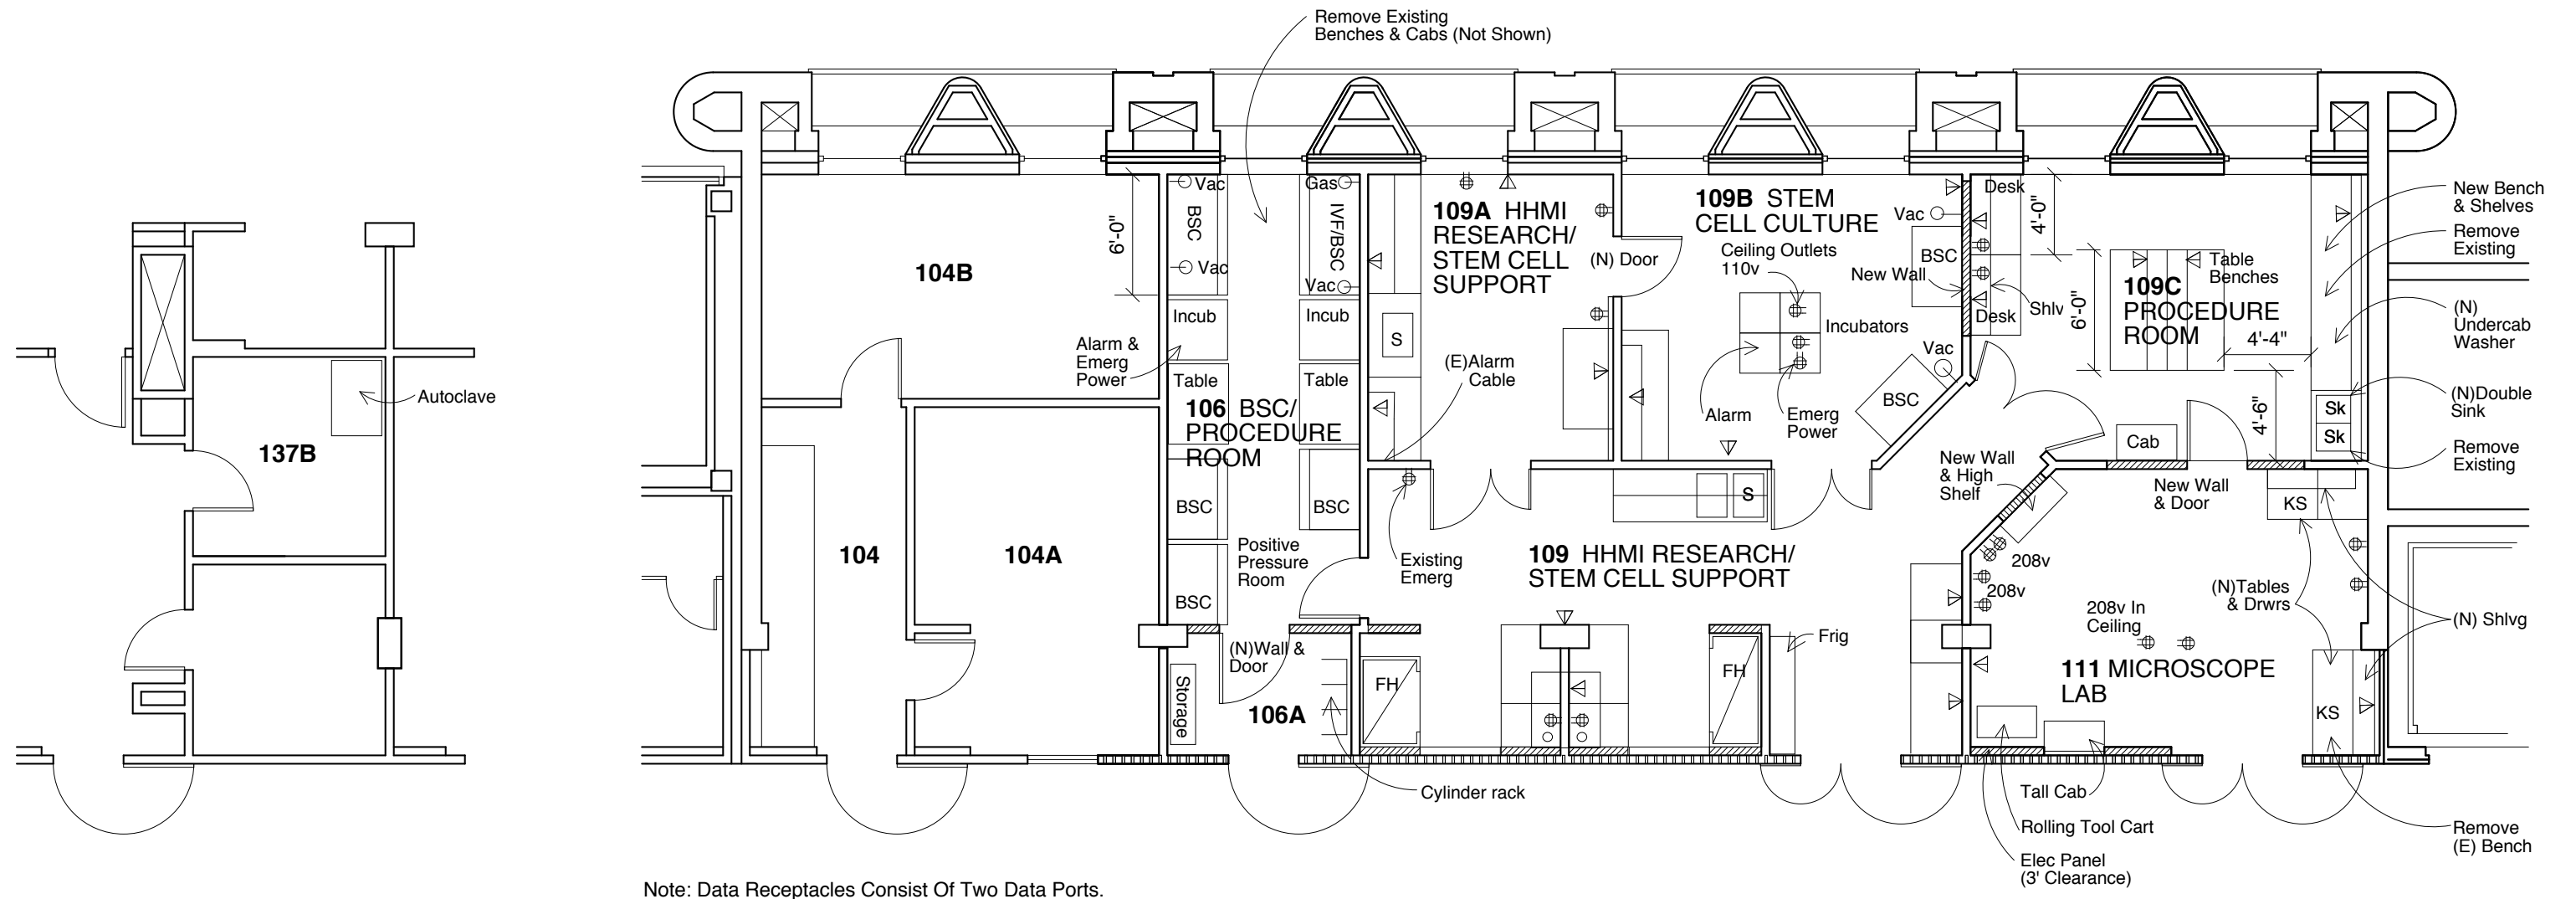 Remove Existing
Benches & Cabs (Not Shown)
137B
Autoclave
104B
104
104A
6'-0"
Alarm &
Emerg
Power
Vac
BSC
Vac
Incub
Table
BSC
BSC
Gas
IVF/BSC
Vac
Incub
Table
BSC
106 BSC/
PROCEDURE
ROOM
Positive
Pressure
Room
(N)Wall &
Door
Storage
106A
Cylinder rack
109A HHMI
RESEARCH/
STEM CELL
SUPPORT
S
(E)Alarm
Cable
(N) Door
Existing
Emerg
109B STEM
CELL CULTURE
Ceiling Outlets
110v
Vac
BSC
New Wall
Incubators
Alarm
Emerg
Power
Vac
BSC
S
109 HHMI RESEARCH/
STEM CELL SUPPORT
FH
FH
Frig
Desk
4'-0"
Shlv
Desk
6'-0"
Table
Benches
109C
PROCEDURE
ROOM
4'-4"
4'-6"
Cab
Sk
Sk
New Bench
& Shelves
Remove
Existing
(N)
Undercab
Washer
(N)Double
Sink
Remove
Existing
New Wall
& High
Shelf
New Wall
& Door
KS
208v
208v
208v In
Ceiling
(N)Tables
& Drwrs
(N) Shlvg
111 MICROSCOPE
LAB
KS
Tall Cab
Rolling Tool Cart
Elec Panel
(3' Clearance)
Remove
(E) Bench
Note: Data Receptacles Consist Of Two Data Ports.